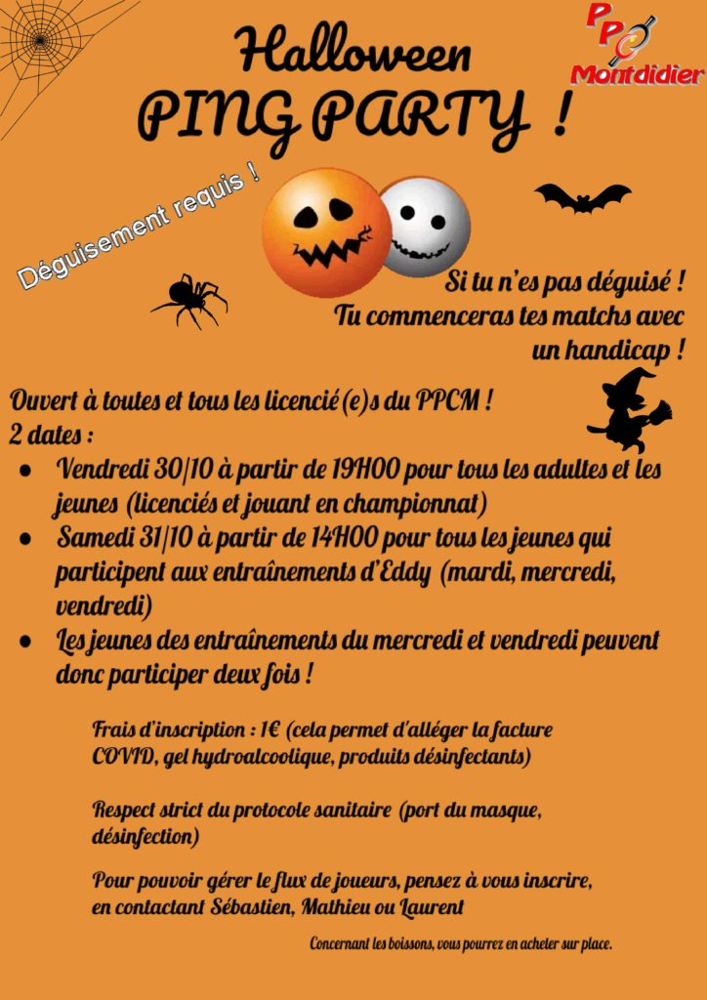 Halloween
PING PARTY !
PPC
Montdidier
Déguisement requis !
Si tu n'es pas déguisé !
Tu commenceras tes matchs avec
un handicap !
Ouvert à toutes et tous les licencié(e)s du PPCM !
2 dates :
● Vendredi 30/10 à partir de 19H00 pour tous les adultes et les
jeunes (licenciés et jouant en championnat)
● Samedi 31/10 à partir de 14H00 pour tous les jeunes qui
participent aux entraînements d'Eddy (mardi, mercredi,
vendredi)
● Les jeunes des entraînements du mercredi et vendredi peuvent
donc participer deux fois !
Frais d'inscription : 1€ (cela permet d'alléger la facture
COVID, gel hydroalcoolique, produits désinfectants)
Respect strict du protocole sanitaire (port du masque,
désinfection)
Pour pouvoir gérer le flux de joueurs, pensez à vous inscrire,
en contactant Sébastien, Mathieu ou Laurent
Concernant les boissons, vous pourrez en acheter sur place.